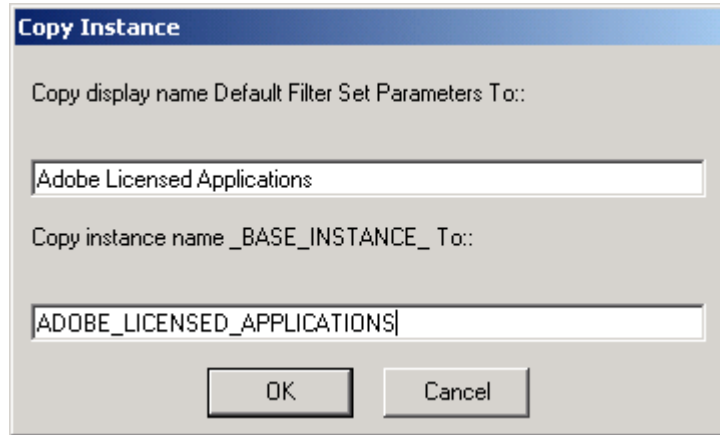 Copy Instance
Copy display name Default Filter Set Parameters To::
Adobe Licensed Applications
Copy instance name _BASE_INSTANCE_ To::
ADOBE_LICENSED_APPLICATIONS
OK Cancel